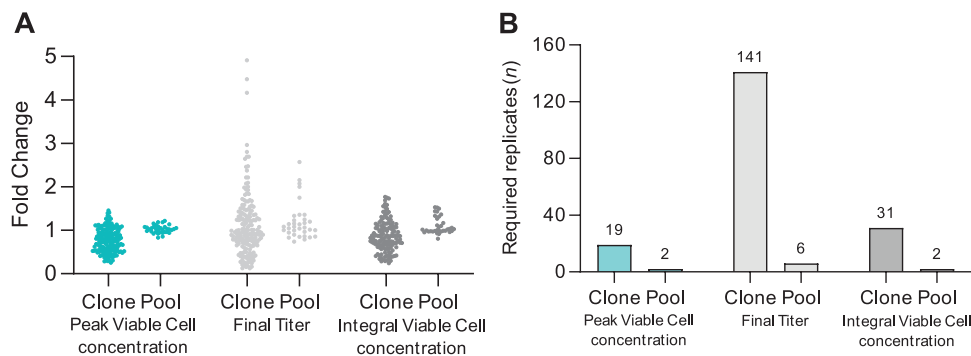 A
Fold Change
5
4
3
2
1
0
Clone Pool
Peak Viable Cell
concentration
Clone Pool
Final Titer
Clone Pool
Integral Viable Cell
concentration
B
Required replicates (n)
160
120
80
40
0
19
2
141
6
31
2
Clone Pool
Peak Viable Cell
concentration
Clone Pool
Final Titer
Clone Pool
Integral Viable Cell
concentration